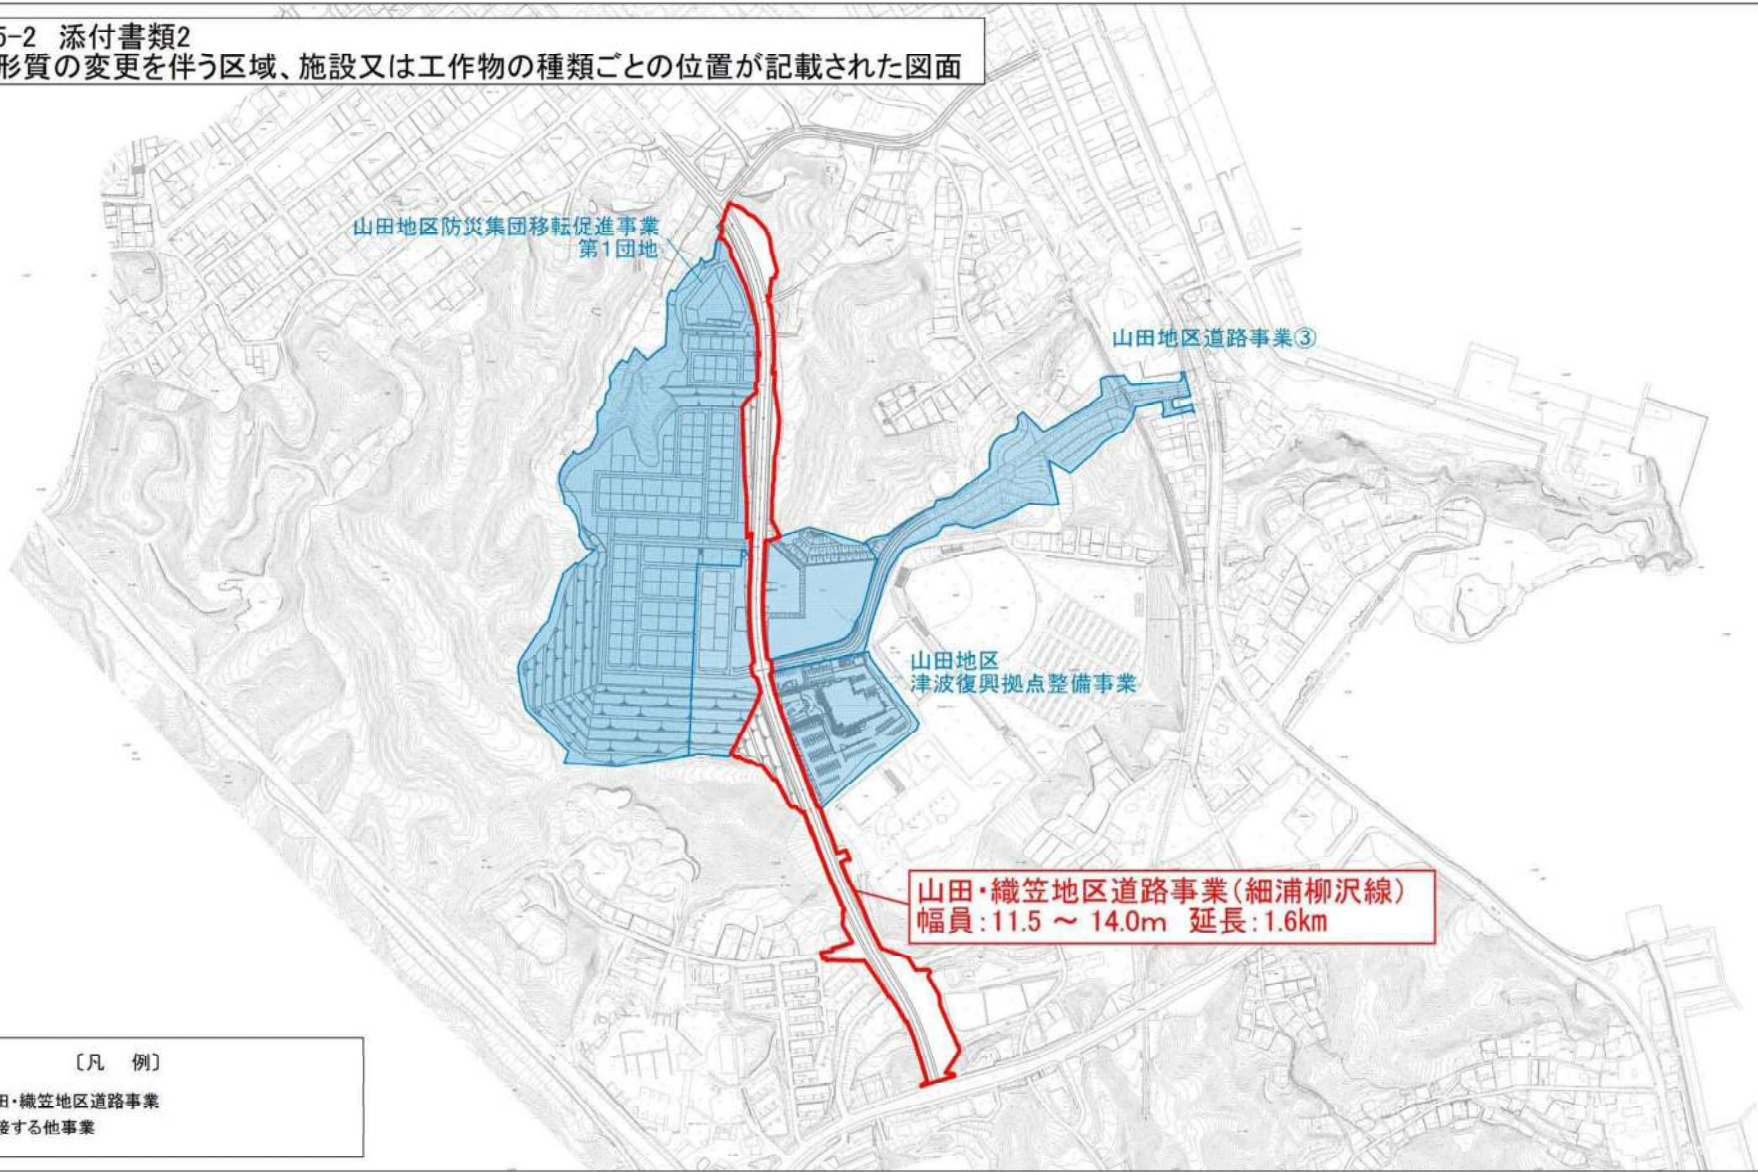 5-2 添付書類2
形質の変更を伴う区域、施設又は工作物の種類ごとの位置が記載された図面
山田地区防災集団移転促進事業
第1団地
山田地区道路事業③
山田地区
津波復興拠点整備事業
山田・織笠地区道路事業(細浦柳沢線)
幅員:11.5 ~ 14.0m 延長:1.6km
〔凡 例〕
田・織笠地区道路事業
接する他事業